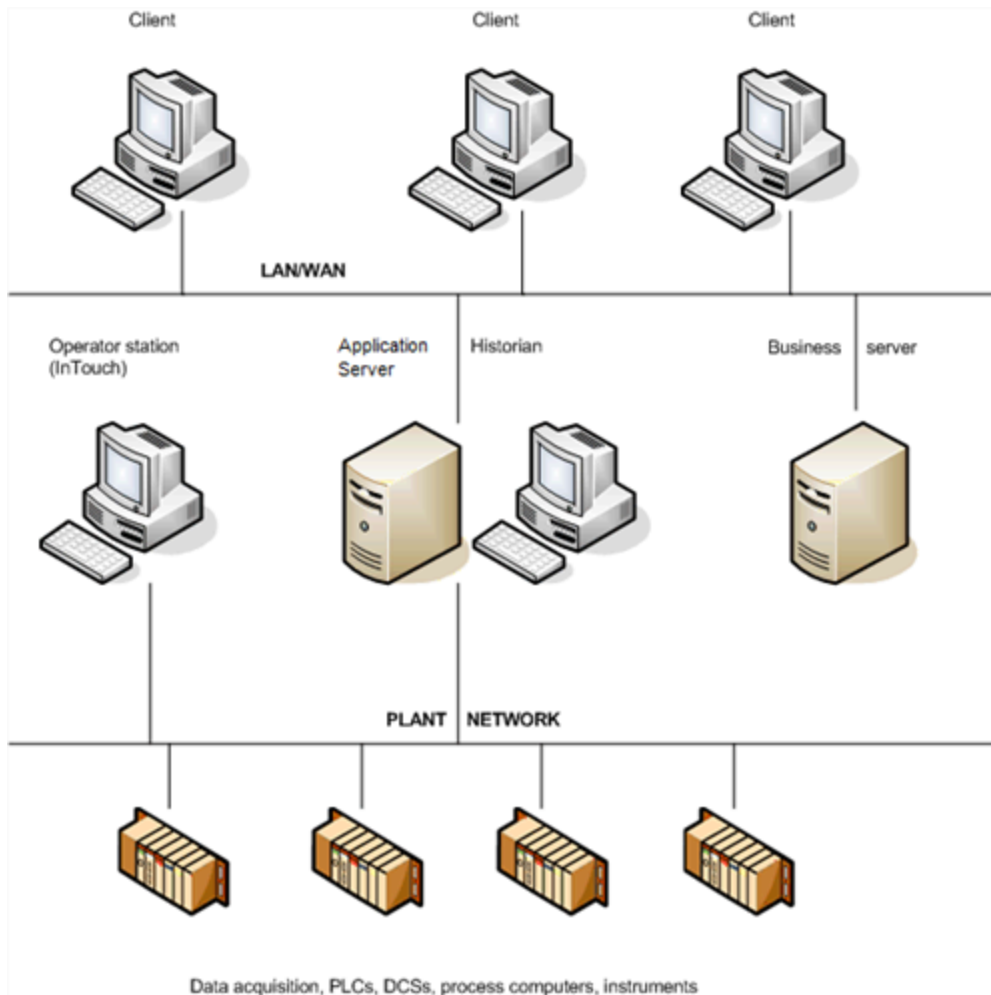 Client
Client
Client
LAN/WAN
Operator station
(InTouch)
Application
Server
Historian
Business server
PLANT NETWORK
Data acquisition, PLCs, DCSs, process computers, instruments